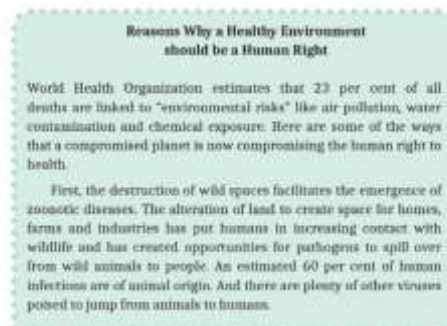 Reasons Why a Healthy Environment
should be a Human Right
World Health Organization estimates that 23 per cent of all
deaths are linked to "environmental risks" like air pollution, water
contamination and chemical exposure. Here are some of the ways
that a compromised planet is now compromising the human right to
health.
First, the destruction of wild spaces facilitates the emergence of
zoonotic diseases. The alteration of land to create space for homes,
farms and industries has put humans in increasing contact with
wildlife and has created opportunities for pathogens to spill over
from wild animals to people. An estimated 60 per cent of human
infections are of animal origin. And there are plenty of other viruses
poised to jump from animals to humans.